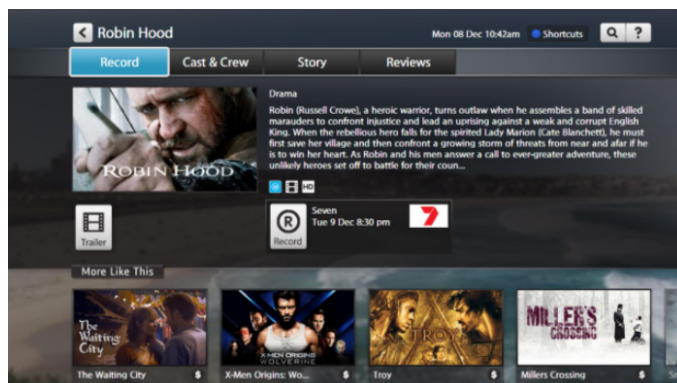 Robin Hood
Mon 08 Dec 10:42am
Shortcuts
?
Record
Cast & Crew
Story
Reviews
Drama
Robin (Russell Crowe), a heroic warrior, turns outlaw when he assembles a band of skilled
marauders to confront injustice and lead an uprising against a weak and corrupt English
King. When the rebellious hero falls for the spirited Lady Marion (Cate Blanchett), he must
first save her village and then confront a growing storm of threats from near and afar if he
is to win her heart. As Robin and his men answer a call to ever-greater adventure, these
unlikely heroes set off to battle for their coun...
ROBIN HOOD
HD
Trailer
R
Record
Seven
Tue 9 Dec 8:30 pm
7
More Like This
The
Waiting
City
X-MEN ORIGINS
WOLVERINE
TROY
MILLER'S
CROSSING
The Waiting City $
X-Men Origins: Wo... $
Troy $
Millers Crossing $